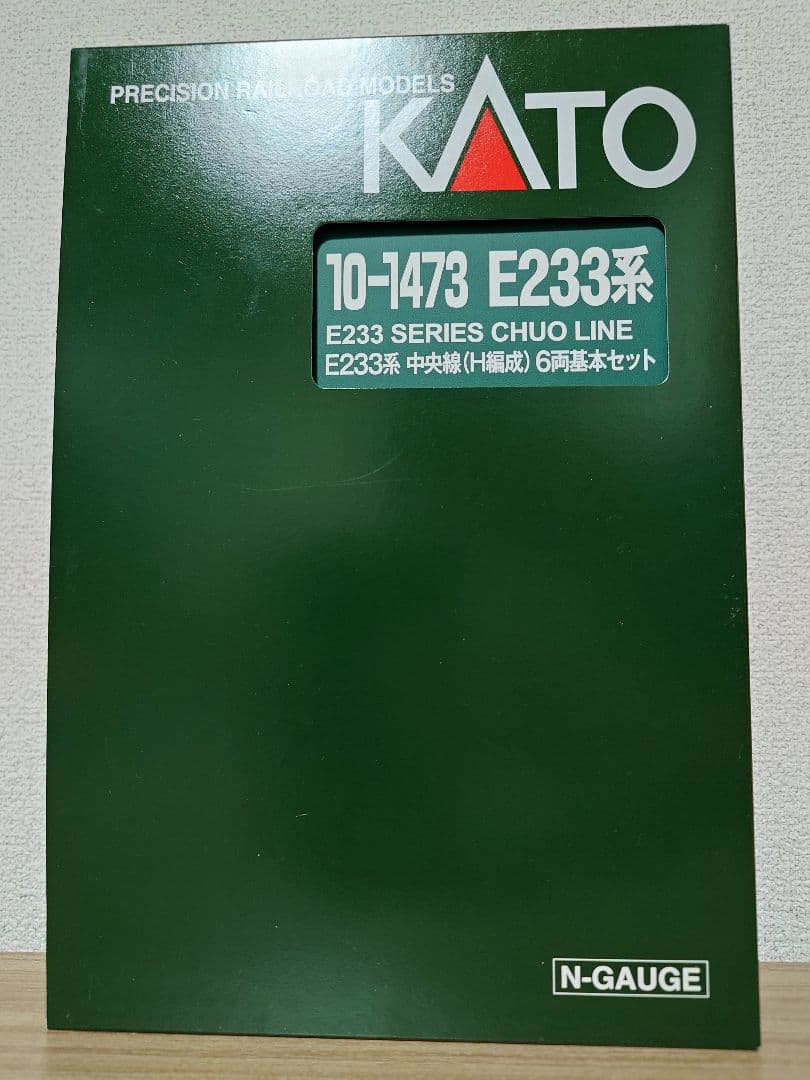 PRECISION RAILROAD MODELS
KATO
10-1473 E233系
E233 SERIES CHUO LINE
E233系 中央線(H編成) 6両基本セット
N-GAUGE